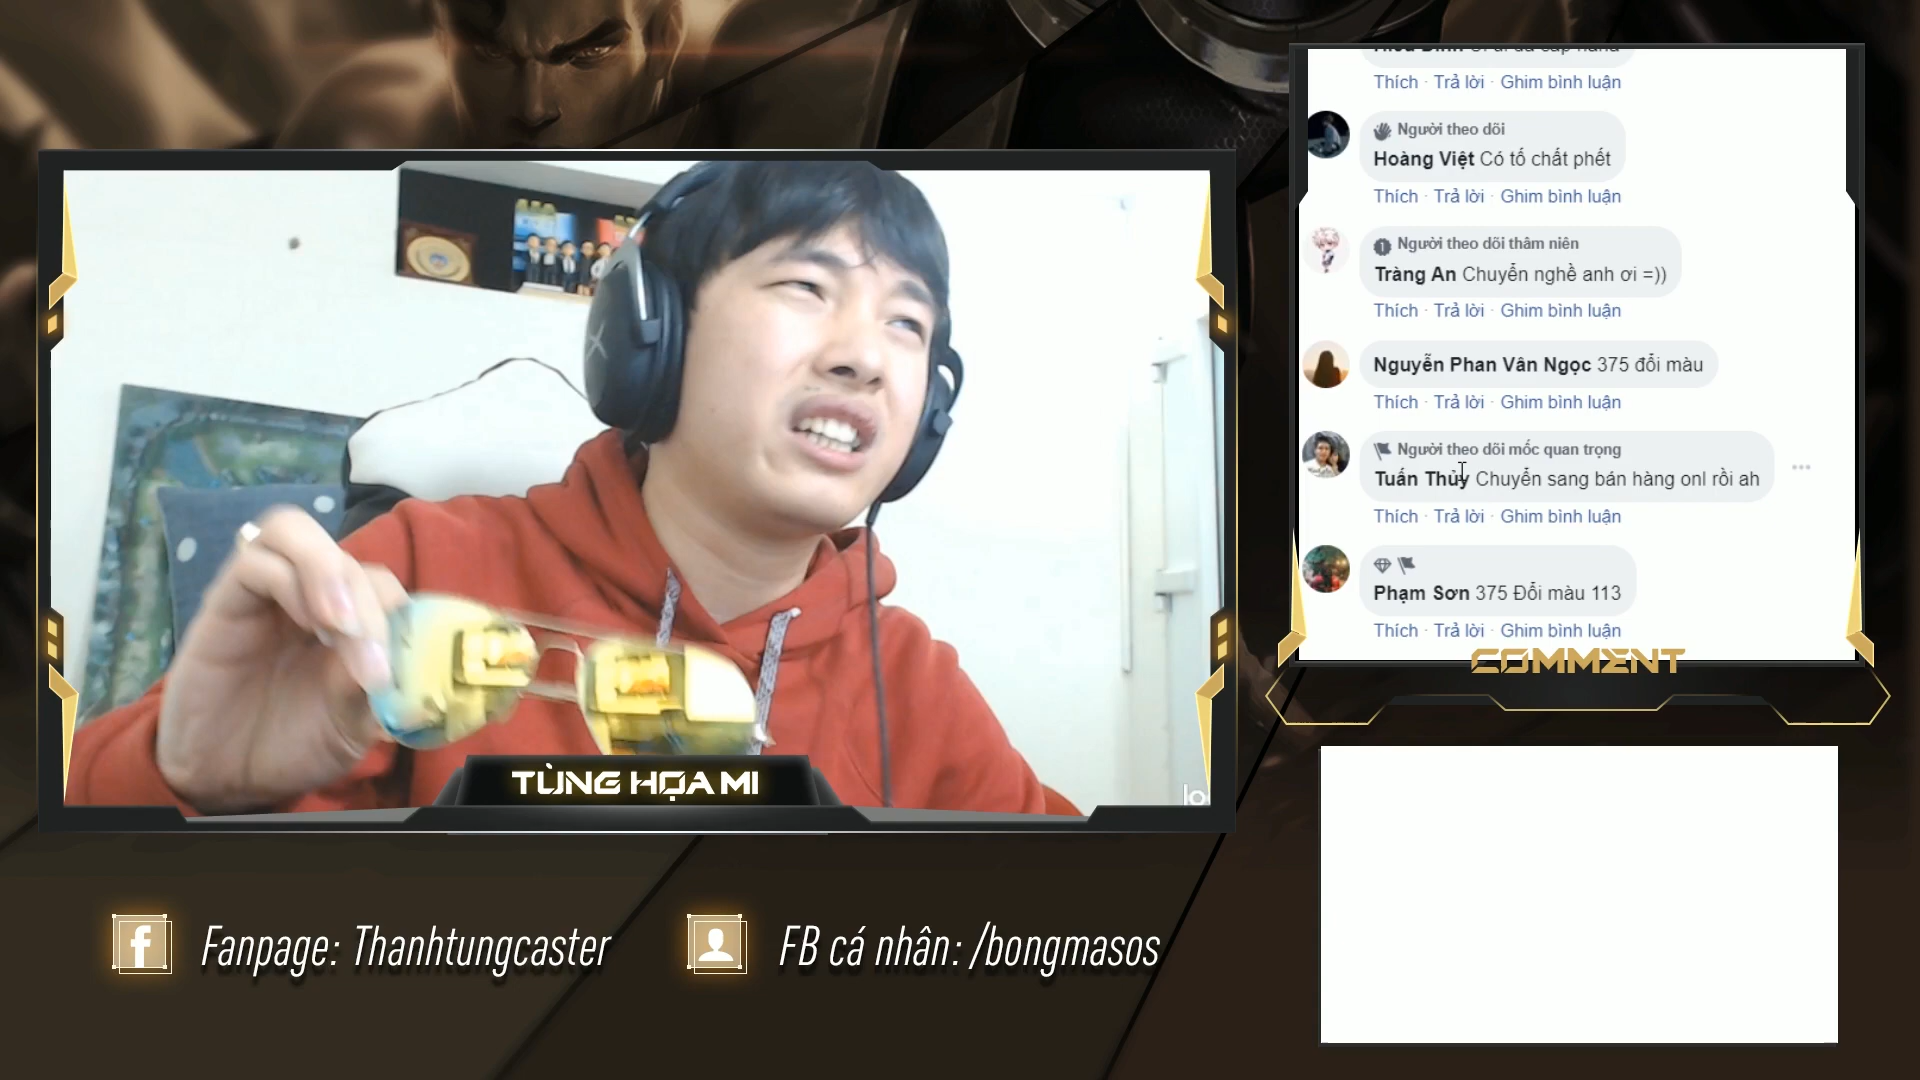 Thích · Trả lời · Ghim bình luận
Người theo dõi
Hoàng Việt Có tố chất phết
Thích · Trả lời · Ghim bình luận
Người theo dõi thâm niên
Tràng An Chuyển nghề anh ơi =))
Thích · Trả lời · Ghim bình luận
Nguyễn Phan Vân Ngọc 375 đổi màu
Thích · Trả lời · Ghim bình luận
Người theo dõi mốc quan trọng
Tuấn Thủy Chuyển sang bán hàng onl rồi ah
Thích · Trả lời · Ghim bình luận
Phạm Sơn 375 Đổi màu 113
Thích · Trả lời · Ghim bình luận
COMMENT
TÙNG HỌA MI
Fanpage: Thanhtungcaster
FB cá nhân: /bongmasos